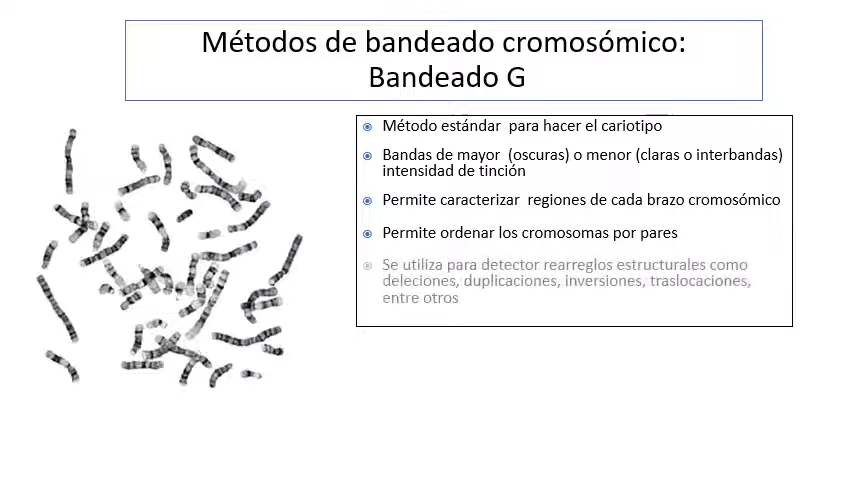 Métodos de bandeado cromosómico:
Bandeado G
Método estándar para hacer el cariotipo
Bandas de mayor (oscuras) o menor (claras o interbandas)
intensidad de tinción
Permite caracterizar regiones de cada brazo cromosómico
Permite ordenar los cromosomas por pares
Se utiliza para detector rearreglos estructurales como
deleciones, duplicaciones, inversiones, traslocaciones,
entre otros